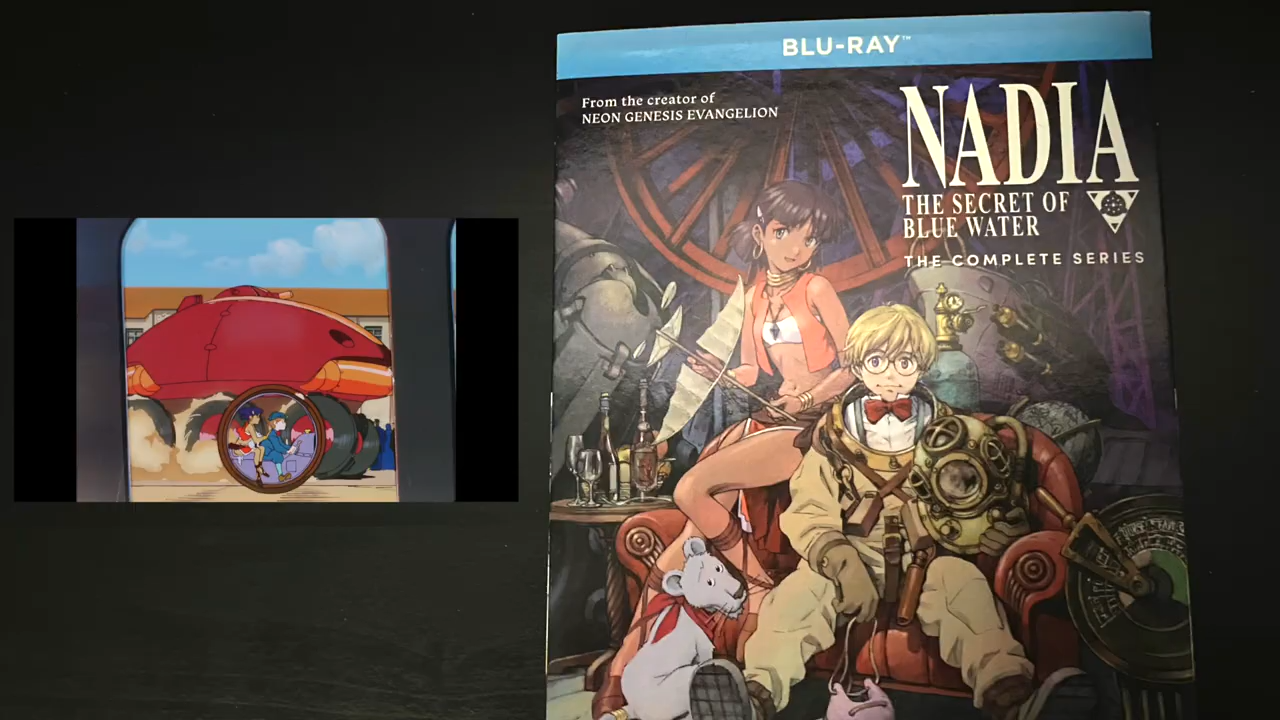 BLU-RAY™
From the creator of
NEON GENESIS EVANGELION
NADIA
THE SECRET OF
BLUE WATER
THE COMPLETE SERIES